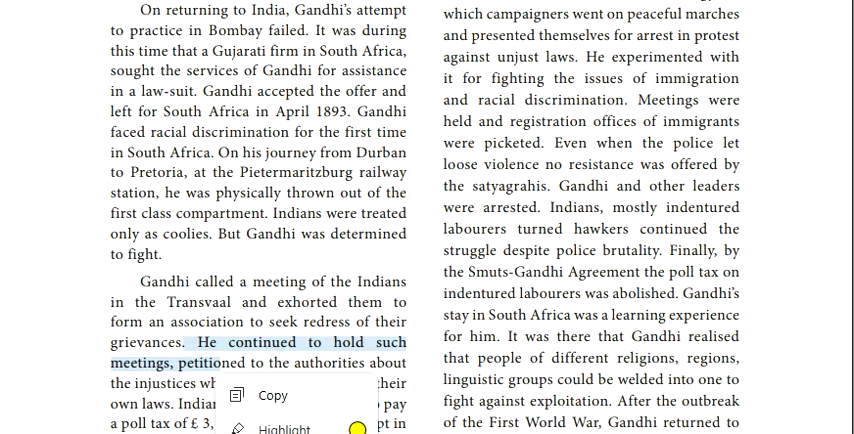 On returning to India, Gandhi's attempt
to practice in Bombay failed. It was during
this time that a Gujarati firm in South Africa,
sought the services of Gandhi for assistance
in a law-suit. Gandhi accepted the offer and
left for South Africa in April 1893. Gandhi
faced racial discrimination for the first time
in South Africa. On his journey from Durban
to Pretoria, at the Pietermaritzburg railway
station, he was physically thrown out of the
first class compartment. Indians were treated
only as coolies. But Gandhi was determined
to fight.
Gandhi called a meeting of the Indians
in the Transvaal and exhorted them to
form an association to seek redress of their
grievances. He continued to hold such
meetings, petitioned to the authorities about
the injustices
own laws. pay
a poll tax of £ 3, in
Copy
Highlight
which campaigners went on peaceful marches
and presented themselves for arrest in protest
against unjust laws. He experimented with
it for fighting the issues of immigration
and racial discrimination. Meetings were
held and registration offices of immigrants
were picketed. Even when the police let
loose violence no resistance was offered by
the satyagrahis. Gandhi and other leaders
were arrested. Indians, mostly indentured
labourers turned hawkers continued the
struggle despite police brutality. Finally, by
the Smuts-Gandhi Agreement the poll tax on
indentured labourers was abolished. Gandhi's
stay in South Africa was a learning experience
for him. It was there that Gandhi realised
that people of different religions, regions,
linguistic groups could be welded into one to
fight against exploitation. After the outbreak
of the First World War, Gandhi returned to